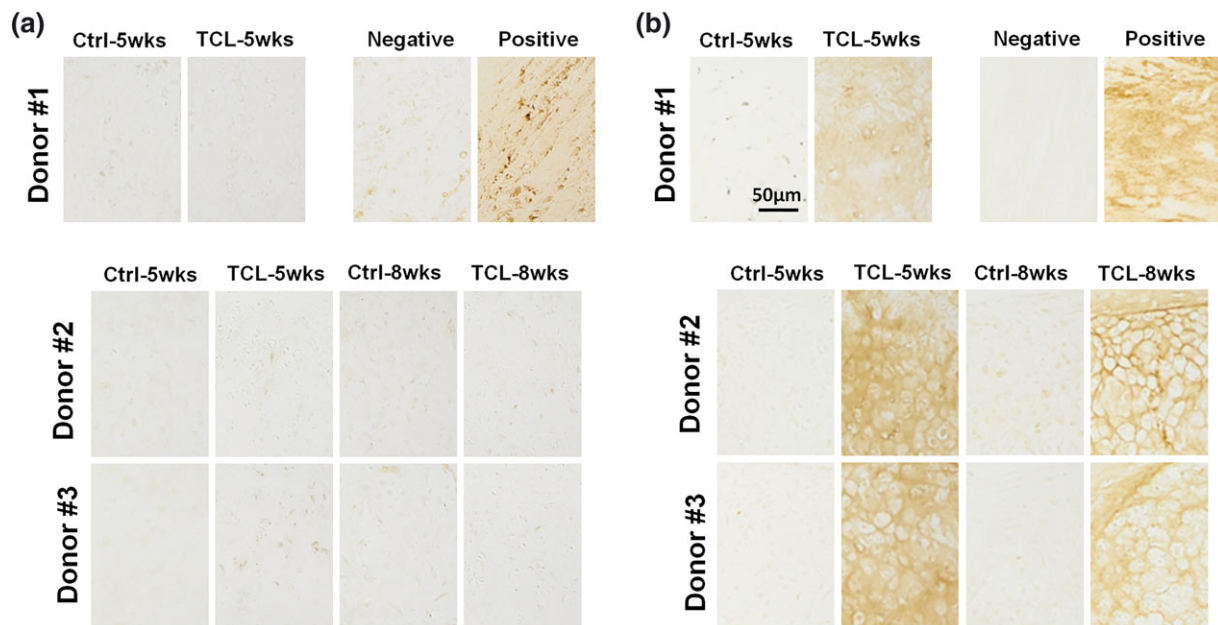 (a)
Ctrl-5wks TCL-5wks Negative Positive
Donor #1
Ctrl-5wks TCL-5wks Ctrl-8wks TCL-8wks
Donor #2
Donor #3
(b)
Ctrl-5wks TCL-5wks Negative Positive
Donor #1
50µm
Ctrl-5wks TCL-5wks Ctrl-8wks TCL-8wks
Donor #2
Donor #3